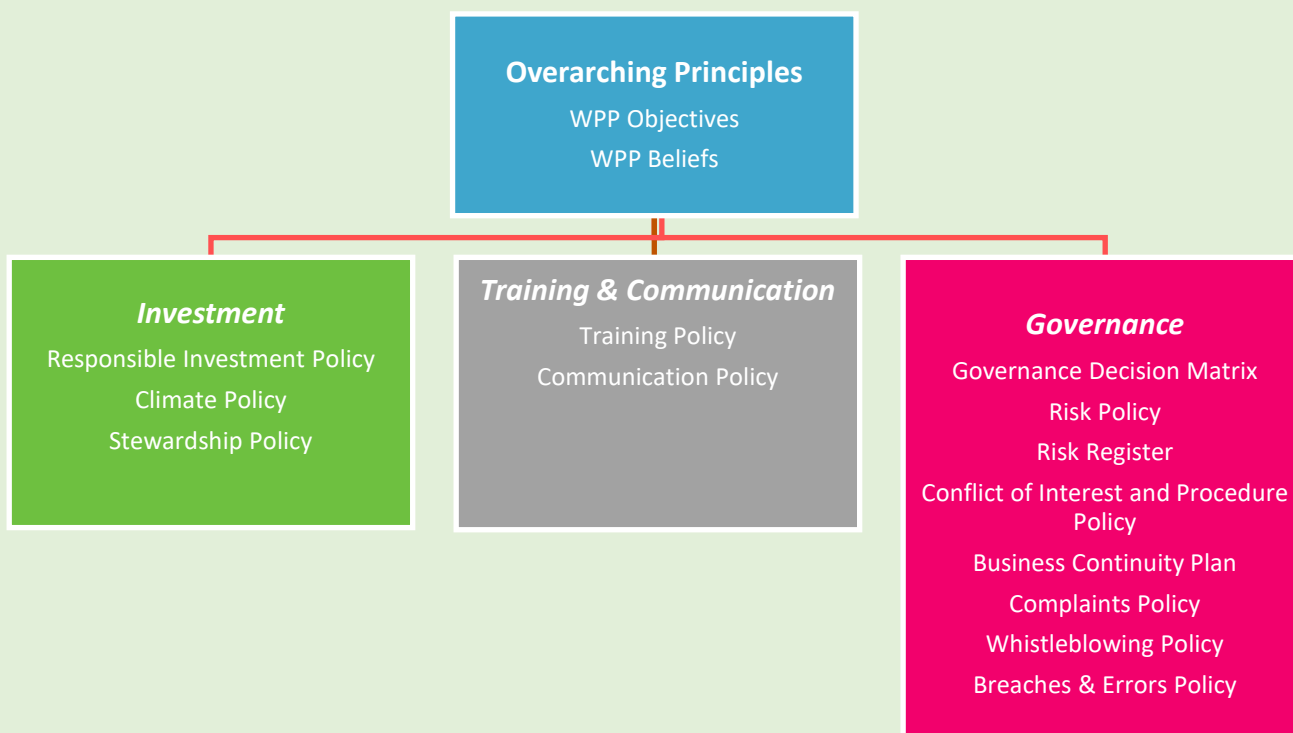 Overarching Principles
WPP Objectives
WPP Beliefs
Investment
Responsible Investment Policy
Climate Policy
Stewardship Policy
Training & Communication
Training Policy
Communication Policy
Governance
Governance Decision Matrix
Risk Policy
Risk Register
Conflict of Interest and Procedure
Policy
Business Continuity Plan
Complaints Policy
Whistleblowing Policy
Breaches & Errors Policy